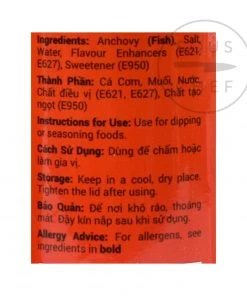 Ingredients: Anchovy (Fish), Salt,
Water, Flavour Enhancers (E621,
E627), Sweetener (E950)
Thành Phần: Cá Cơm, Muối, Nước,
Chất điều vị (E621, E627), Chất tạo
ngọt (E950)
Instructions for Use: Use for dipping
or seasoning foods.
Cách Sử Dụng: Dùng để chấm hoặc
làm gia vị.
Storage: Keep in a cool, dry place.
Tighten the lid after using.
Bảo Quản: Để nơi khô ráo, thoáng
mát. Đậy kín nắp sau khi sử dụng.
Allergy Advice: For allergens, see
ingredients in bold